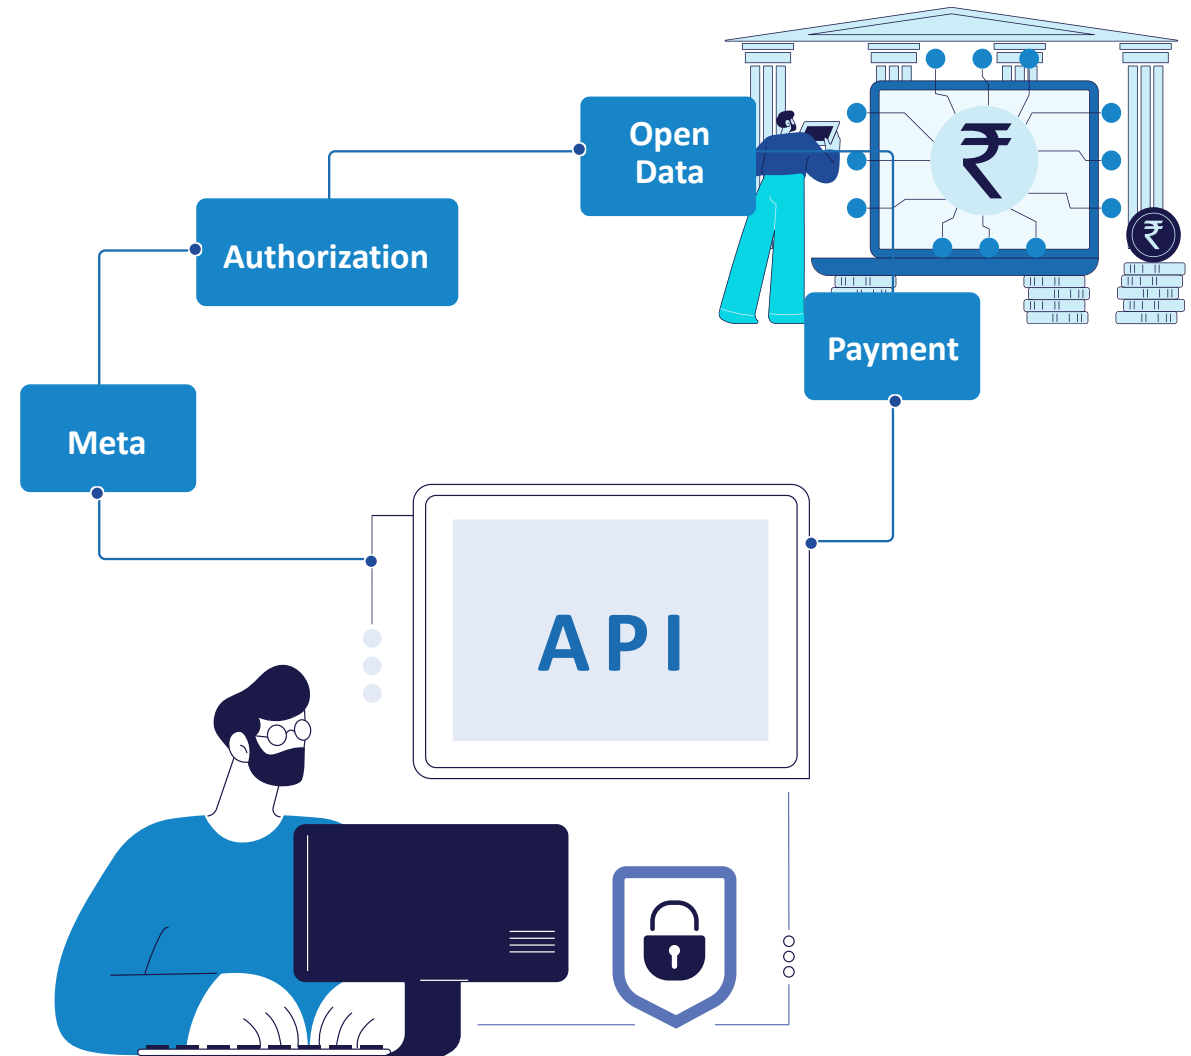 Open
Data
₹
Authorization
₹
Payment
Meta
API